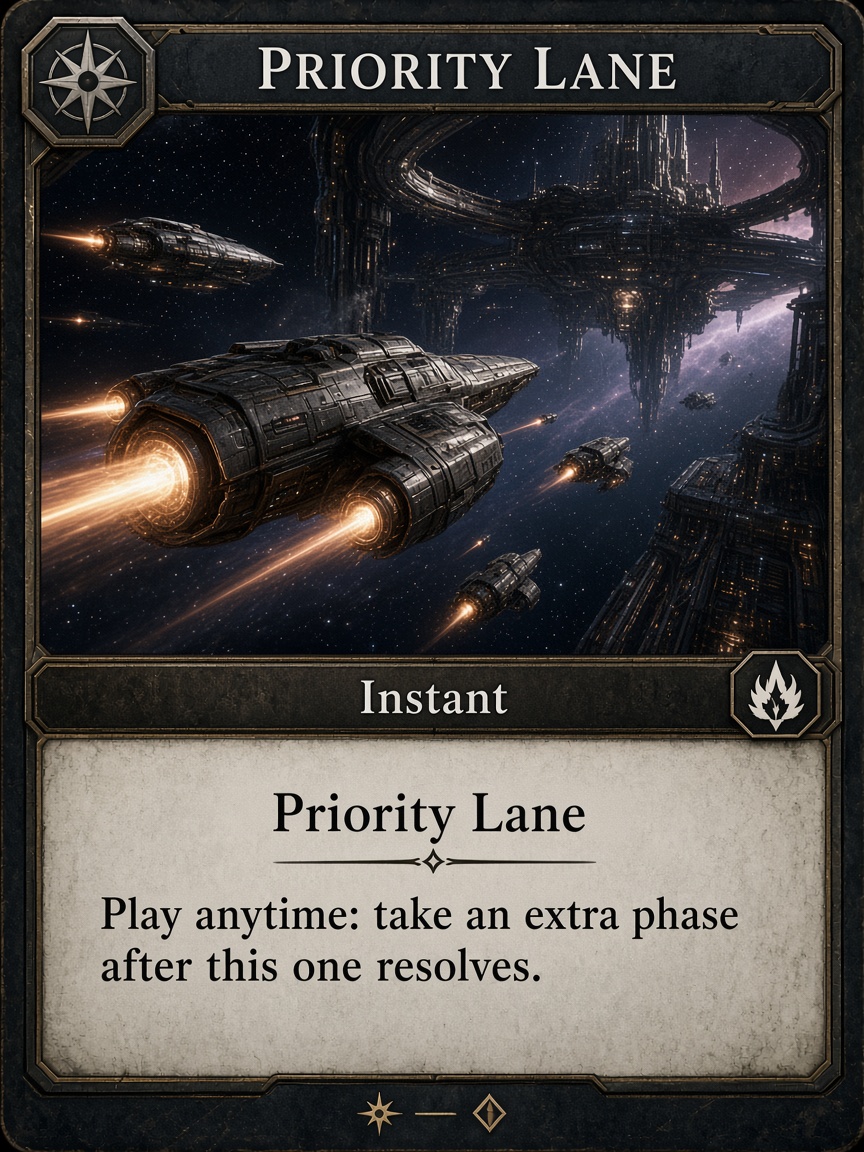 PRIORITY LANE
Instant
Priority Lane
Play anytime: take an extra phase
after this one resolves.